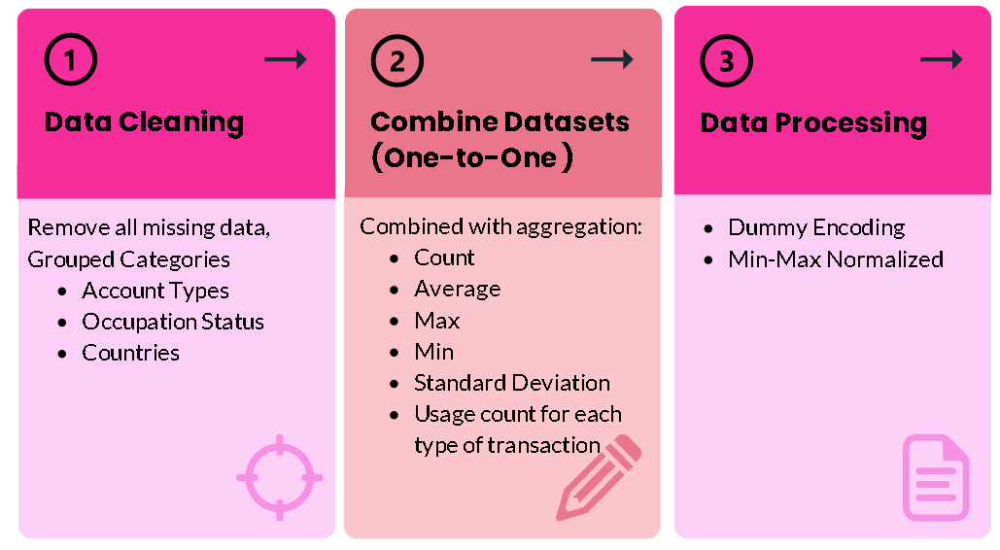 1
Data Cleaning
Remove all missing data,
Grouped Categories
• Account Types
• Occupation Status
• Countries
2
Combine Datasets
(One-to-One )
Combined with aggregation:
• Count
• Average
• Max
• Min
• Standard Deviation
• Usage count for each
type of transaction
3
Data Processing
• Dummy Encoding
• Min-Max Normalized